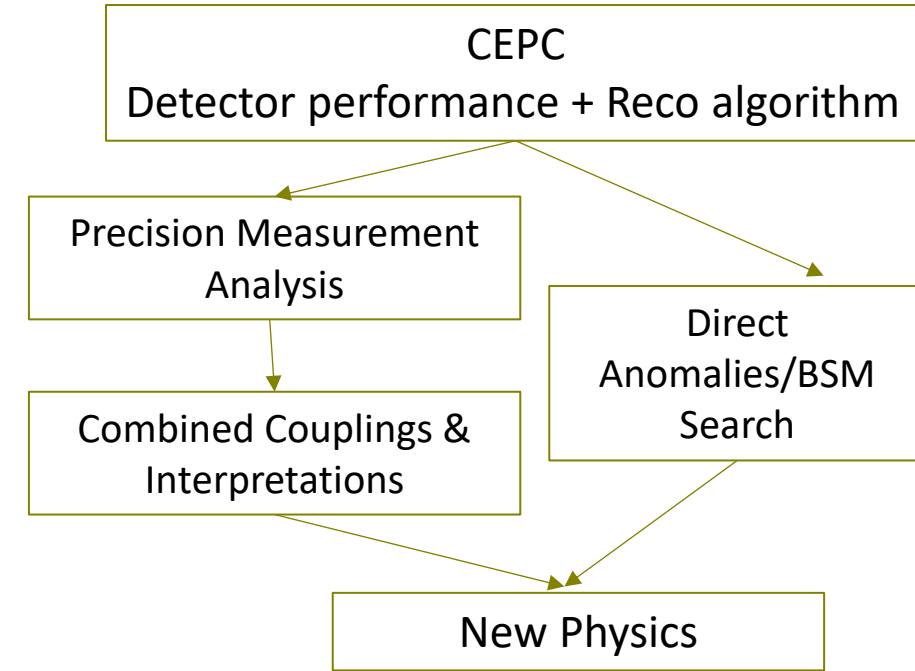 CEPC
Detector performance + Reco algorithm
Precision Measurement
Analysis
Direct
Anomalies/BSM
Search
Combined Couplings &
Interpretations
New Physics